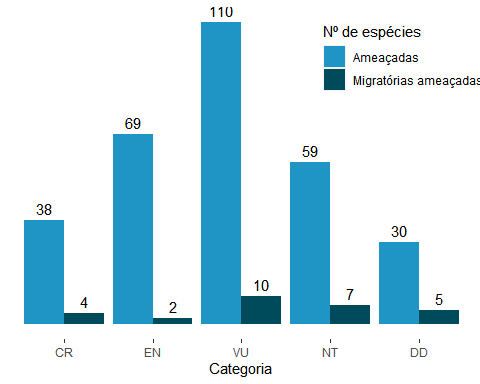 110
Nº de espécies
Ameaçadas
Migratórias ameaçadas
69
59
38
30
10
7
5
4
2
CR EN VU NT DD
Categoria